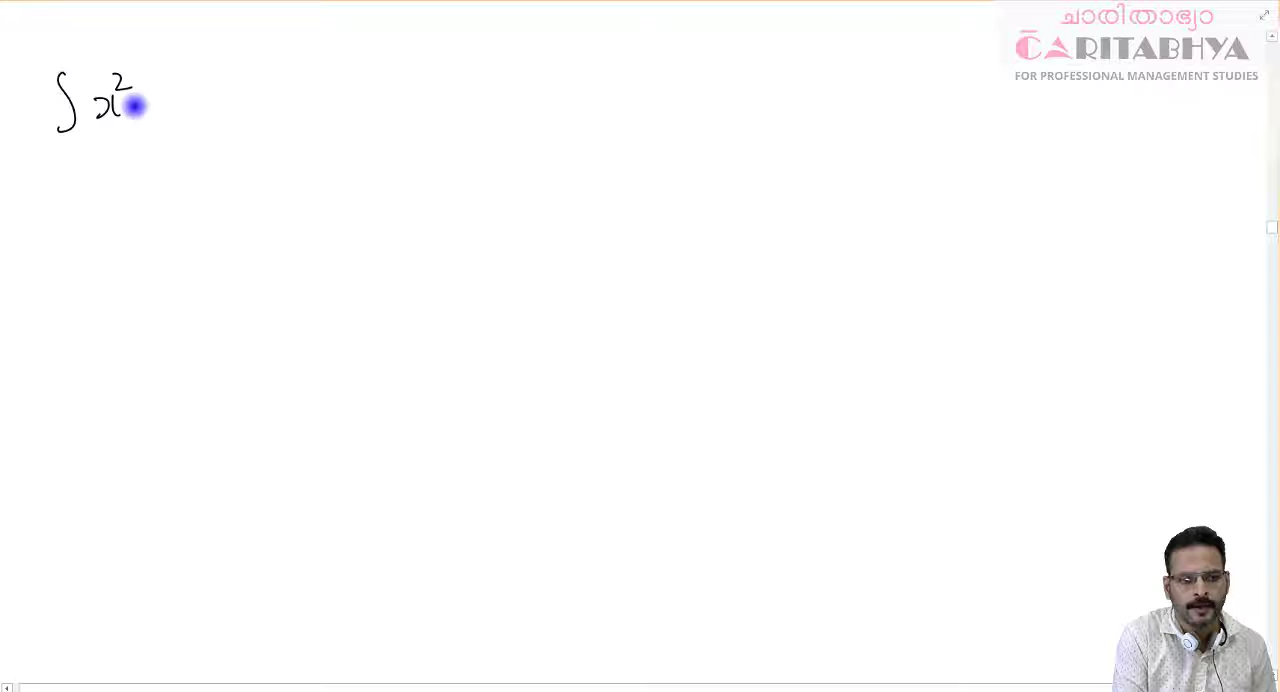 ചാരിതാഭ്യാ
CARITABHYA
FOR PROFESSIONAL MANAGEMENT STUDIES
∫ x²